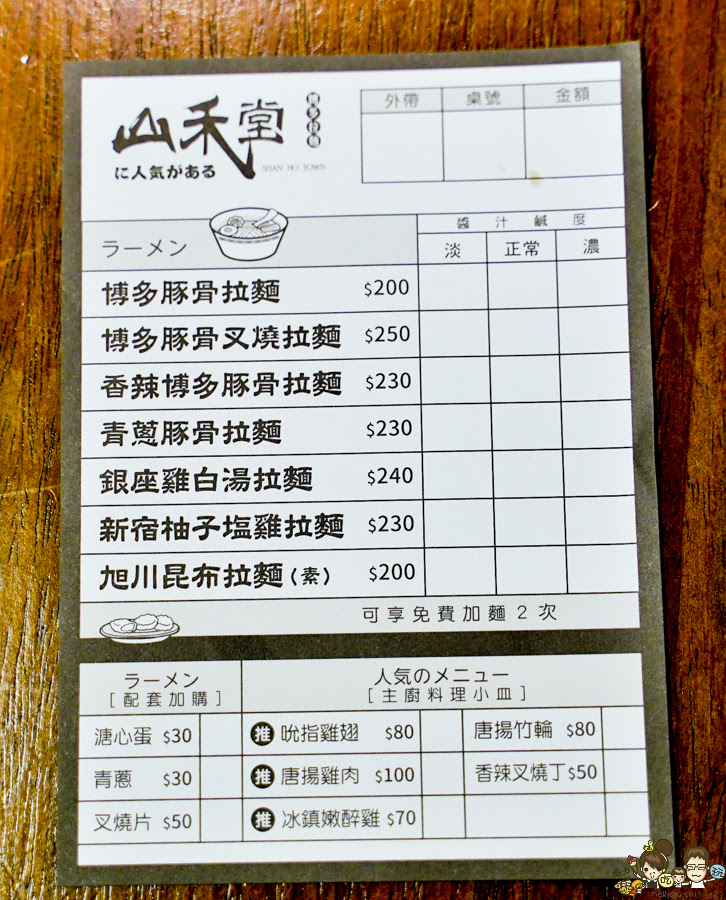 山禾堂
博多拉麵
に人気がある
SHAN HO TOWN
外帶 桌號 金額
ラーメン
醬汁鹹度
淡 正常 濃
博多豚骨拉麵 $200
博多豚骨叉燒拉麵 $250
香辣博多豚骨拉麵 $230
青蔥豚骨拉麵 $230
銀座雞白湯拉麵 $240
新宿柚子塩雞拉麵 $230
旭川昆布拉麵(素) $200
可享免費加麵2次
ラーメン
[配套加購]
人気のメニュー
[主廚料理小皿]
溏心蛋 $30
推 吮指雞翅 $80
唐揚竹輪 $80
青蔥 $30
推 唐揚雞肉 $100
香辣叉燒丁 $50
叉燒片 $50
推 冰鎮嫩醉雞 $70